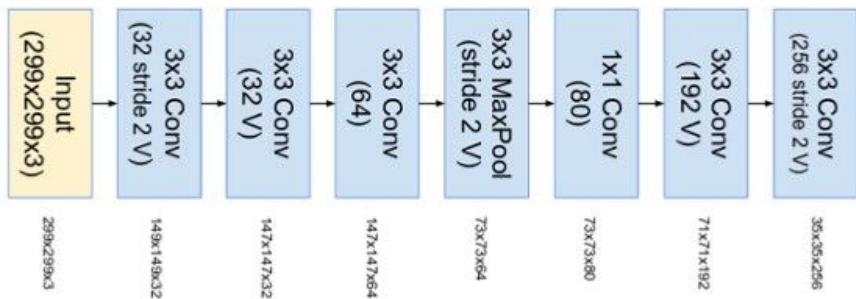 Input
(299x299x3)
3x3 Conv
(32 stride 2 V)
3x3 Conv
(32 V)
3x3 Conv
(64)
3x3 MaxPool
(stride 2 V)
1x1 Conv
(80)
3x3 Conv
(192 V)
3x3 Conv
(256 stride 2 V)
299x299x3
149x149x32
147x147x32
147x147x64
73x73x64
73x73x80
71x71x192
35x35x256